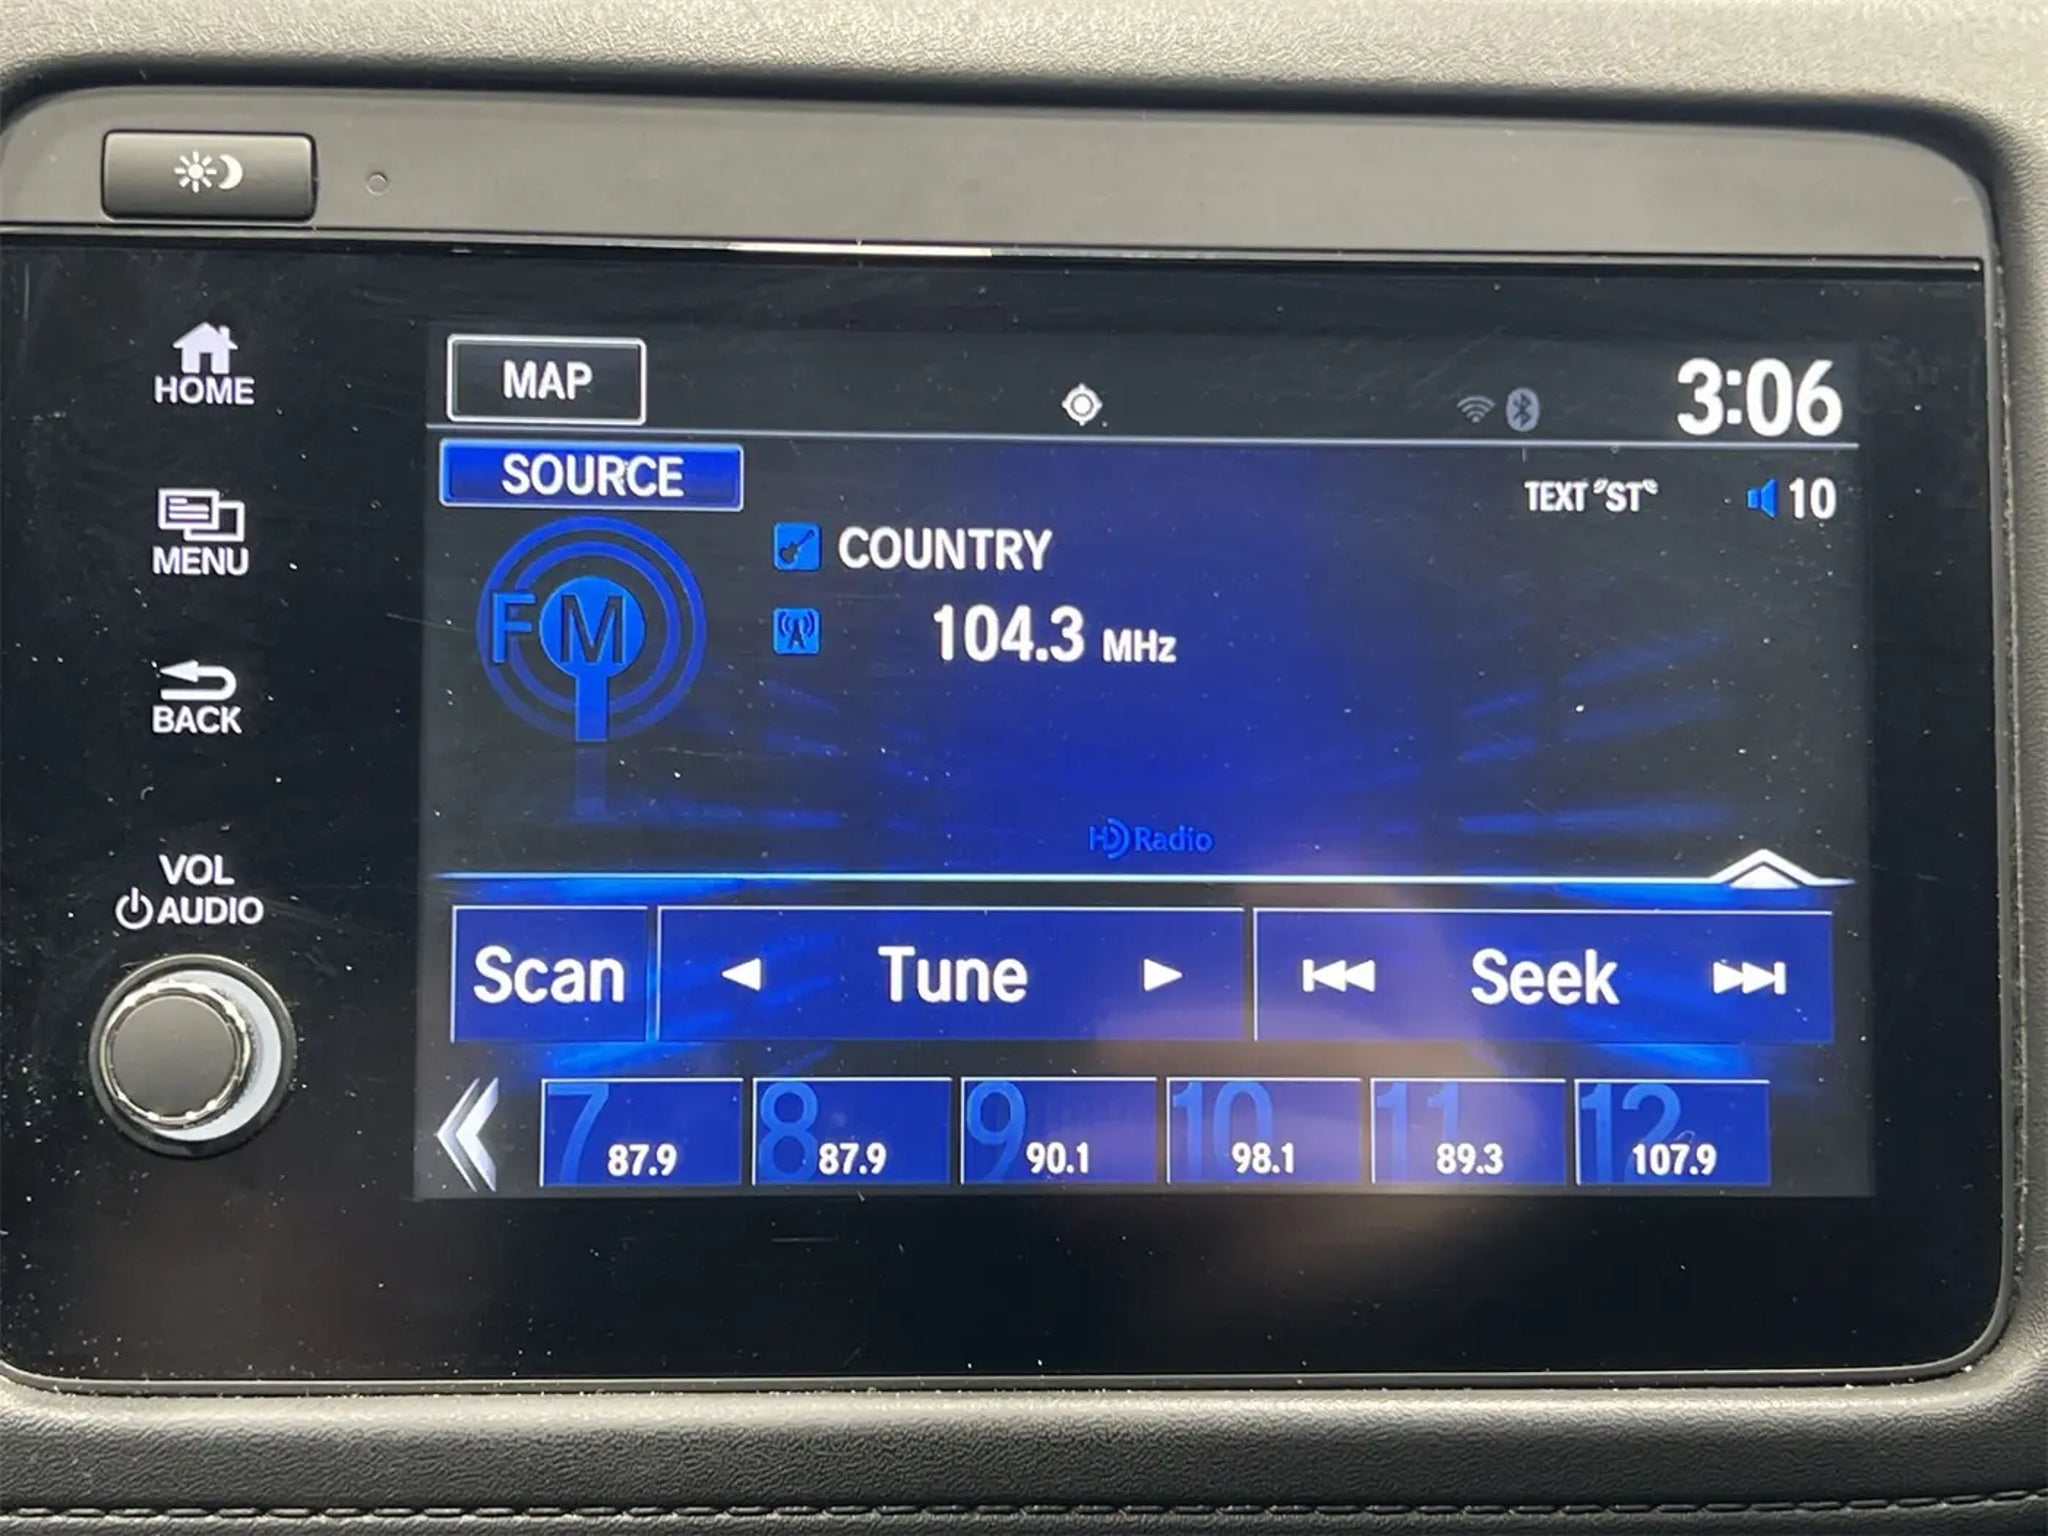 HOME
MENU
BACK
VOL
AUDIO
MAP
3:06
SOURCE
TEXT "ST"
10
FM
COUNTRY
104.3 MHz
HD Radio
Scan
Tune
Seek
7 87.9
8 87.9
9 90.1
10 98.1
11 89.3
12 107.9